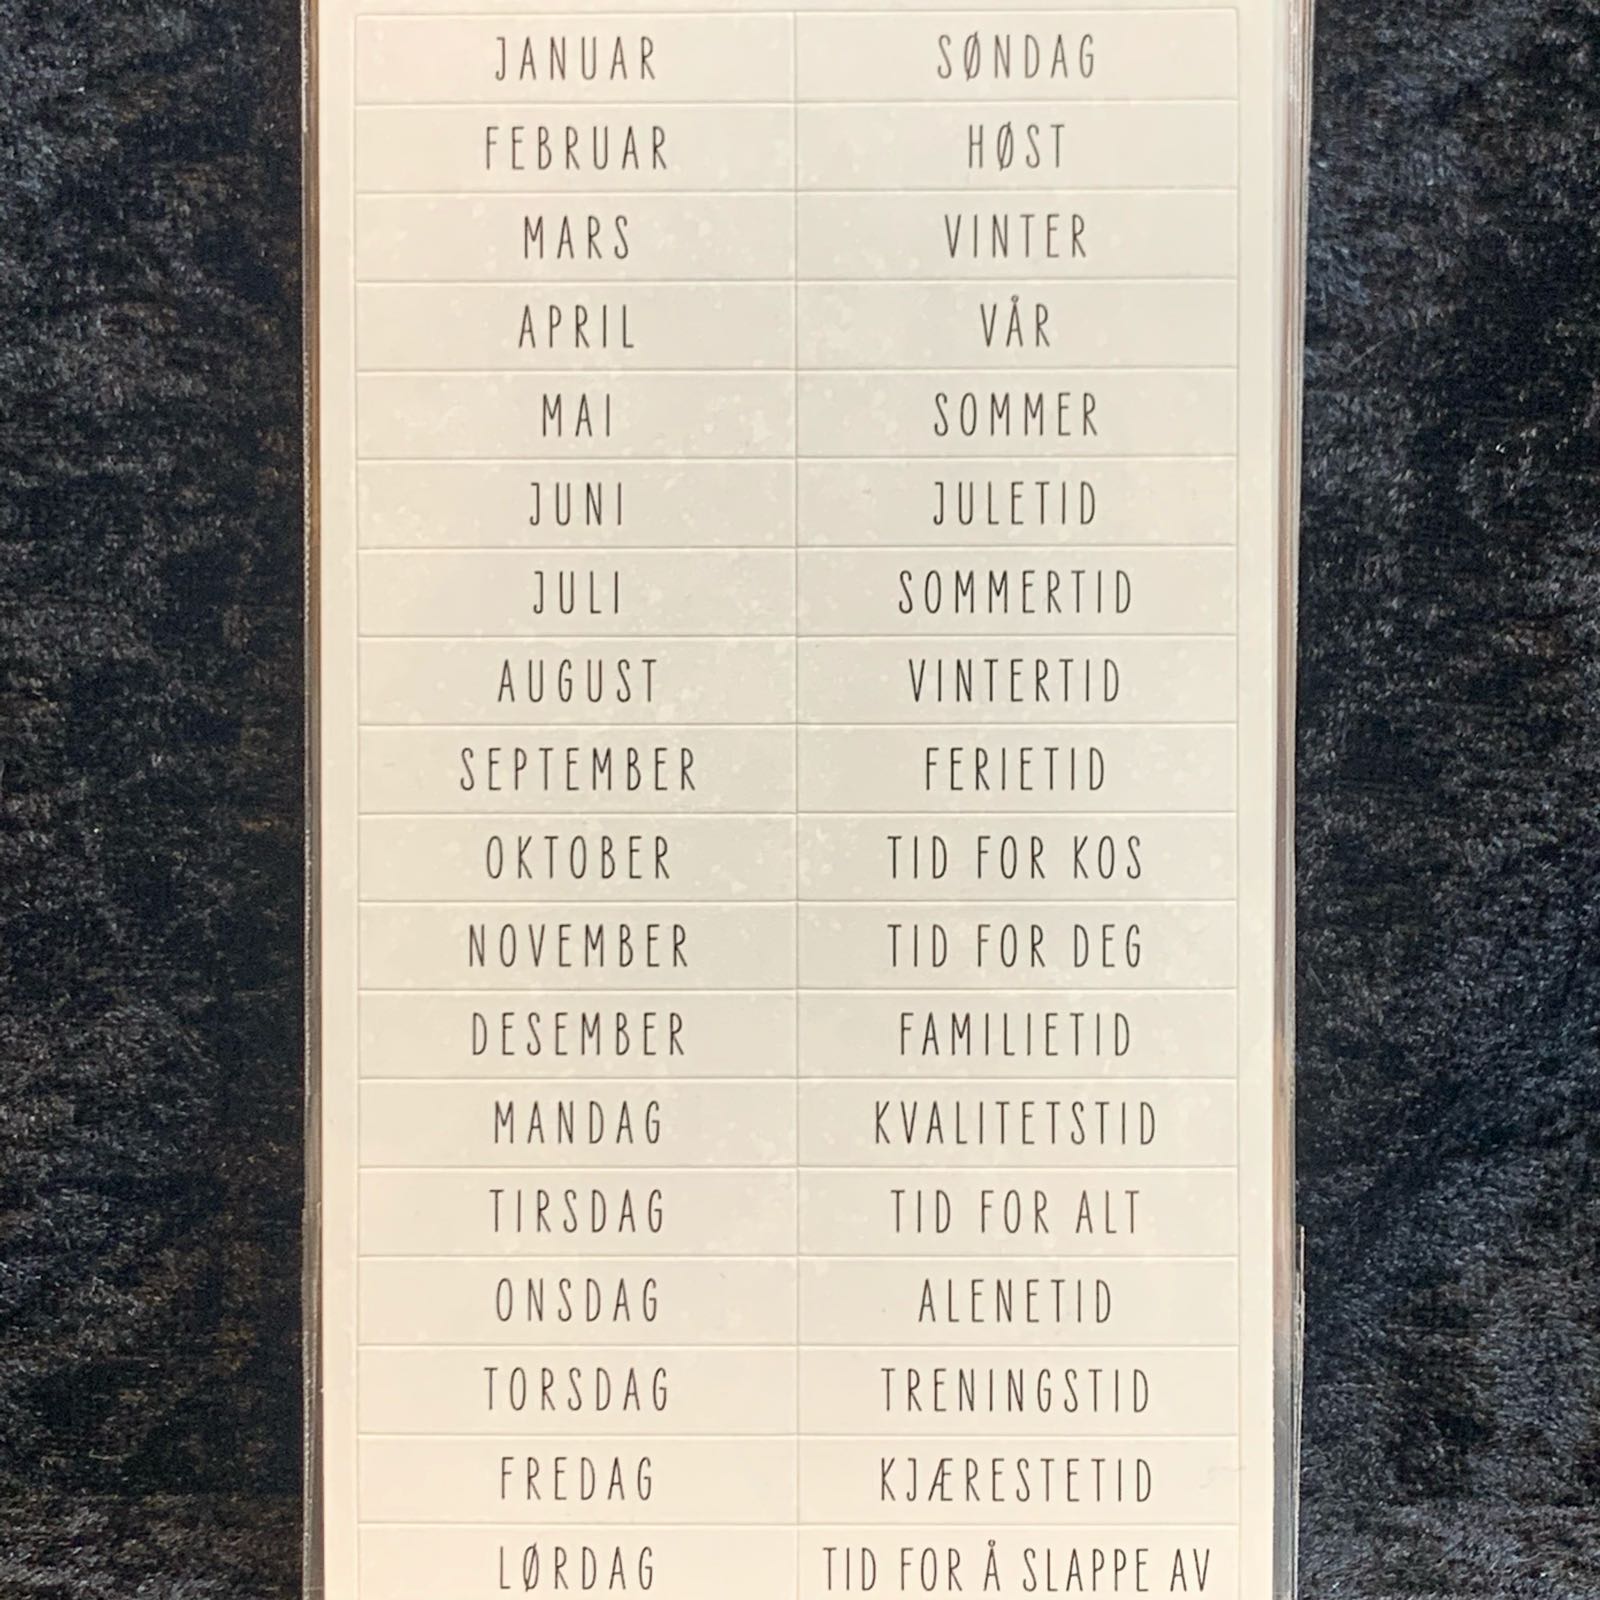 JANUAR
FEBRUAR
MARS
APRIL
MAI
JUNI
JULI
AUGUST
SEPTEMBER
OKTOBER
NOVEMBER
DESEMBER
MANDAG
TIRSDAG
ONSDAG
TORSDAG
FREDAG
LØRDAG
SØNDAG
HØST
VINTER
VÅR
SOMMER
JULETID
SOMMERTID
VINTERTID
FERIETID
TID FOR KOS
TID FOR DEG
FAMILIETID
KVALITETSTID
TID FOR ALT
ALENETID
TRENINGSTID
KJÆRESTETID
TID FOR Å SLAPPE AV